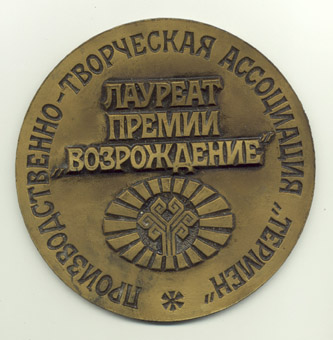 ПРОИЗВОДСТВЕННО-ТВОРЧЕСКАЯ АССОЦИАЦИЯ „ТЕРМЕН"
ЛАУРЕАТ
ПРЕМИИ
„ВОЗРОЖДЕНИЕ"